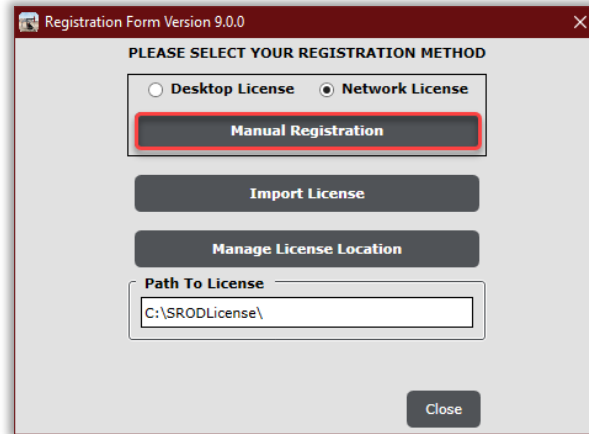 Registration Form Version 9.0.0
PLEASE SELECT YOUR REGISTRATION METHOD
Desktop License Network License
Manual Registration
Import License
Manage License Location
Path To License
C:\SRODLicense\
Close